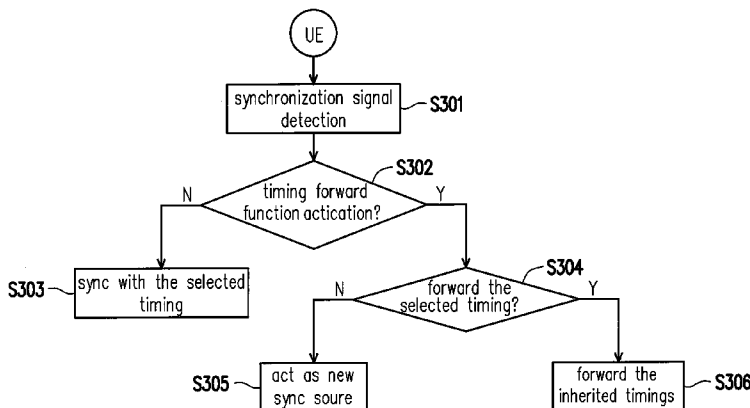 UE
synchronization signal
detection
S301
S302
timing forward
function actication?
N
Y
S303
sync with the selected
timing
S304
forward the
selected timing?
N
Y
S305
act as new
sync soure
forward the
inherited timings
S306